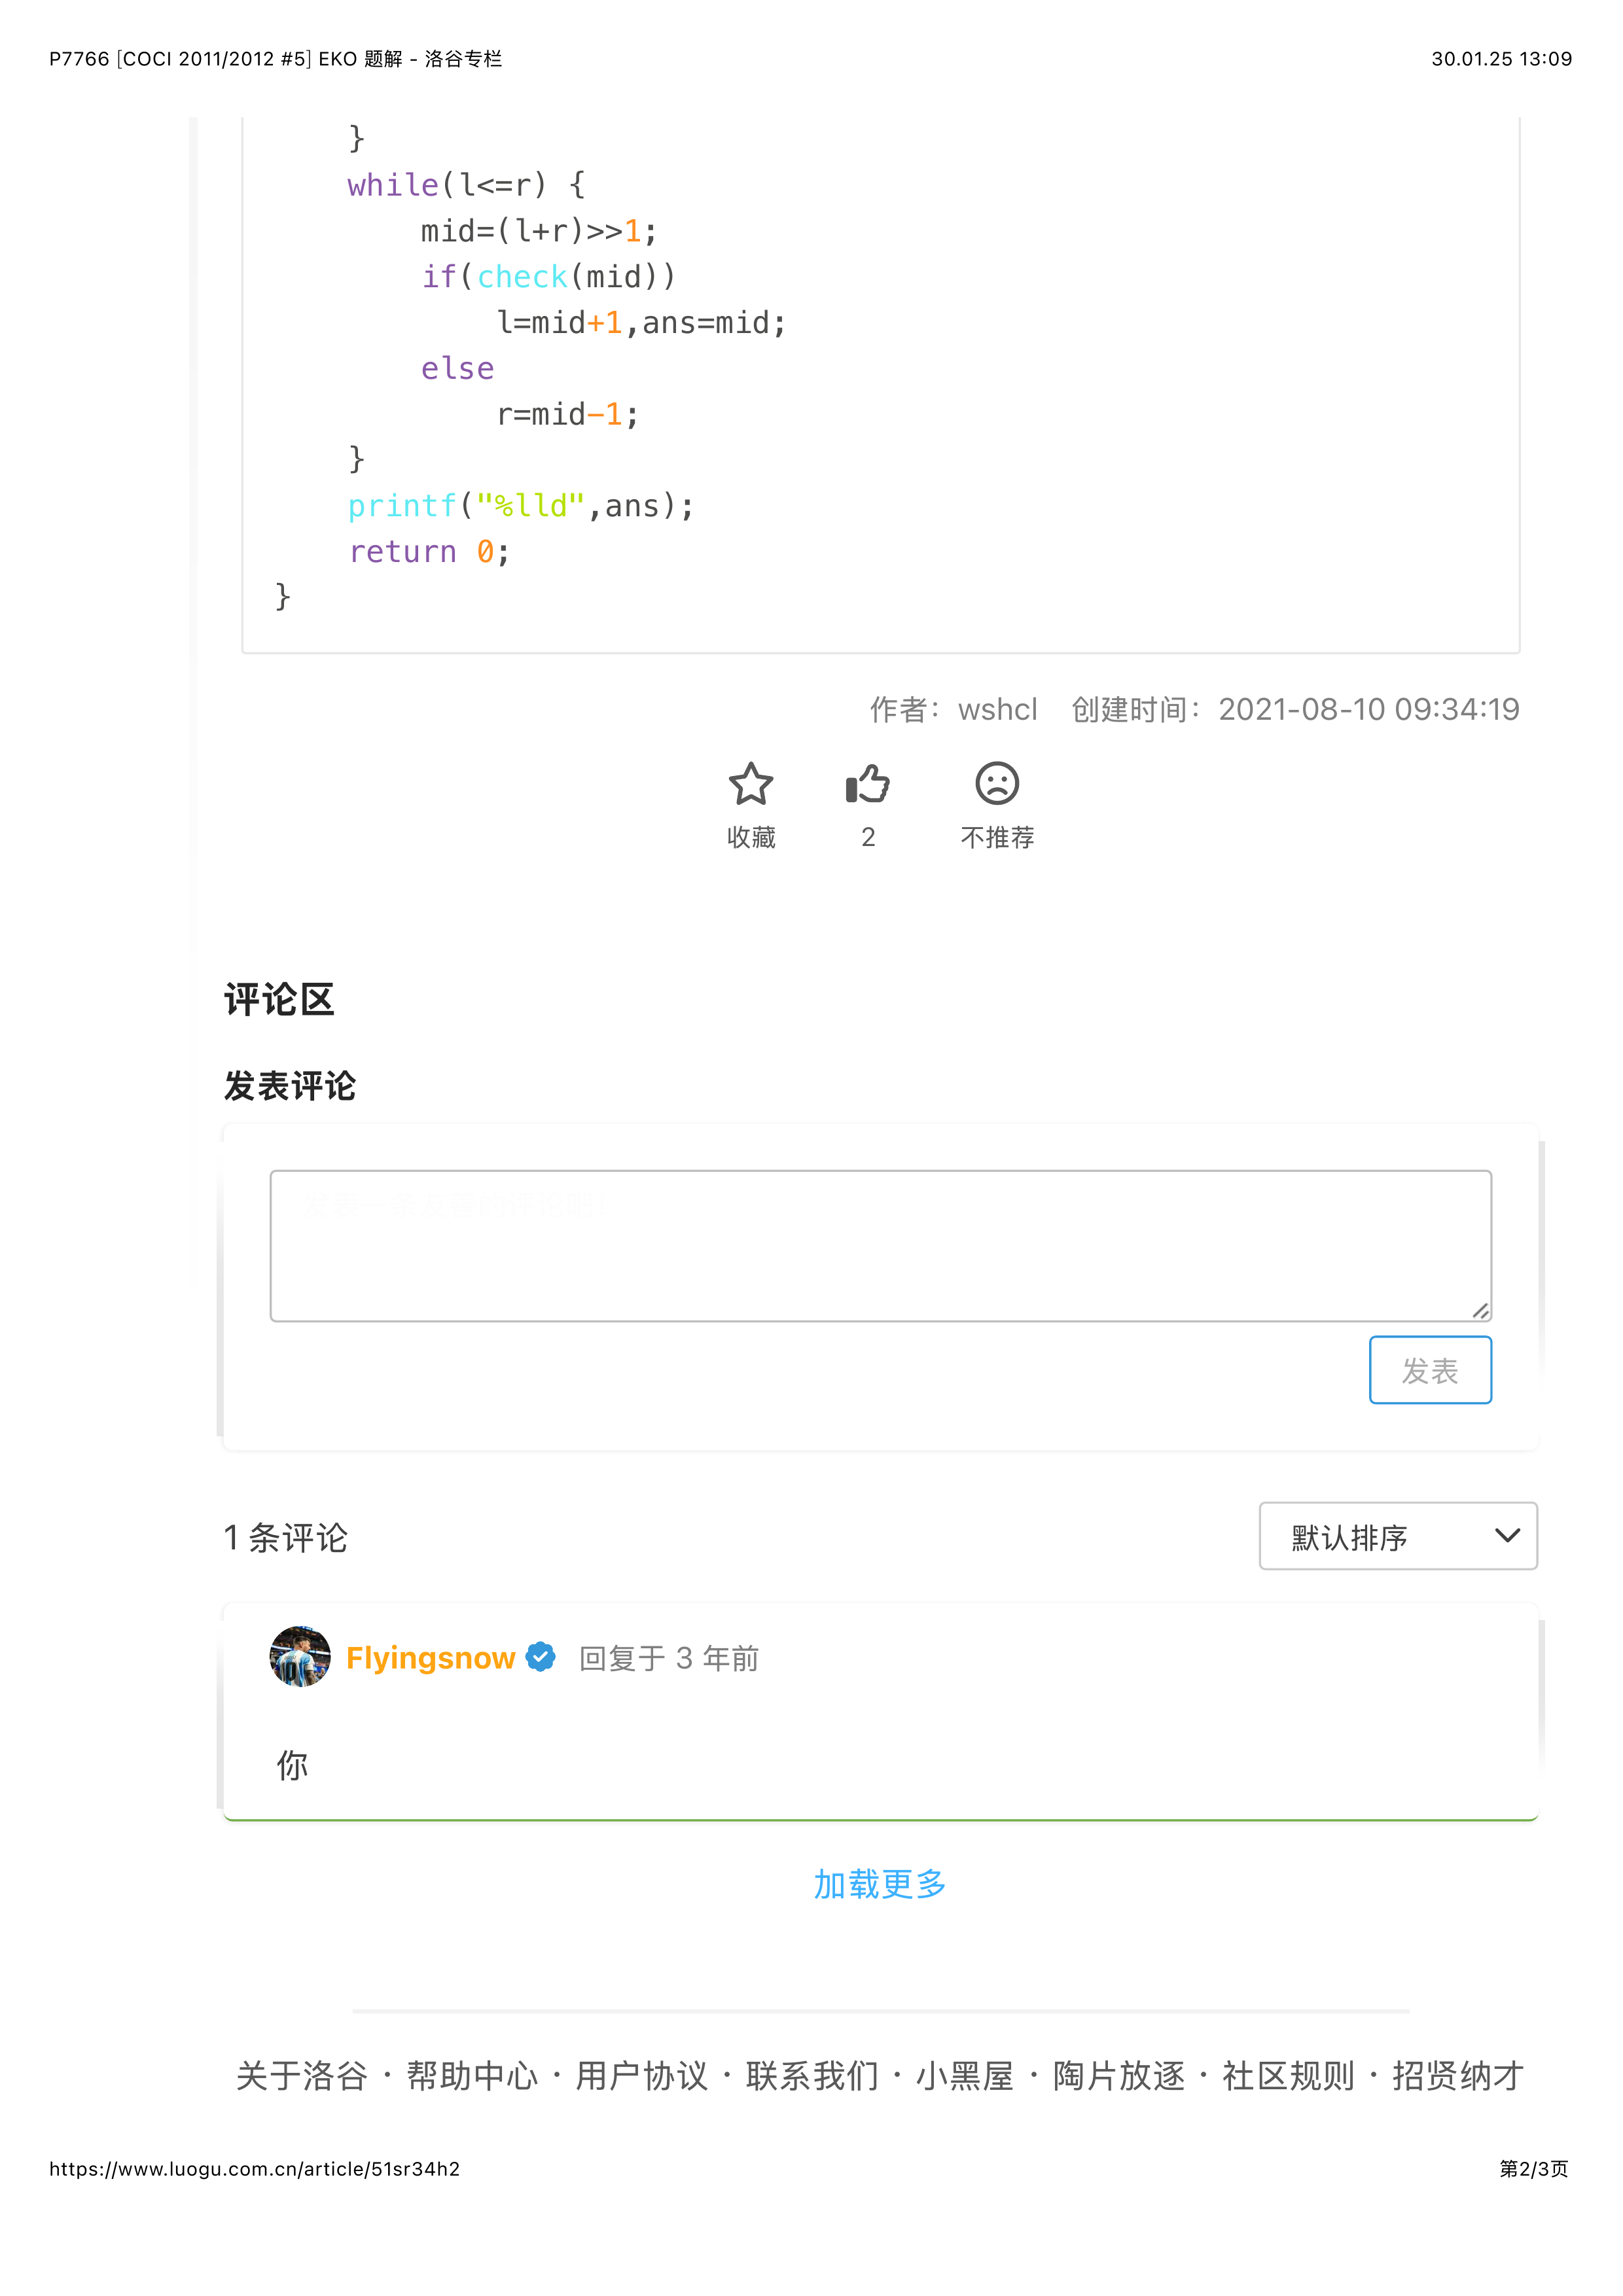 P7766 [COCI 2011/2012 #5] EKO 题解 - 洛谷专栏 30.01.25 13:09
}
while(l<=r) {
mid=(l+r)>>1;
if(check(mid))
l=mid+1,ans=mid;
else
r=mid-1;
}
printf("%lld",ans);
return 0;
}
作者：wshcl 创建时间：2021-08-10 09:34:19
收藏 2 不推荐
评论区
发表评论
发表
1 条评论 默认排序
Flyingsnow 回复于 3 年前
你
加载更多
关于洛谷 · 帮助中心 · 用户协议 · 联系我们 · 小黑屋 · 陶片放逐 · 社区规则 · 招贤纳才
https://www.luogu.com.cn/article/51sr34h2 第2/3页